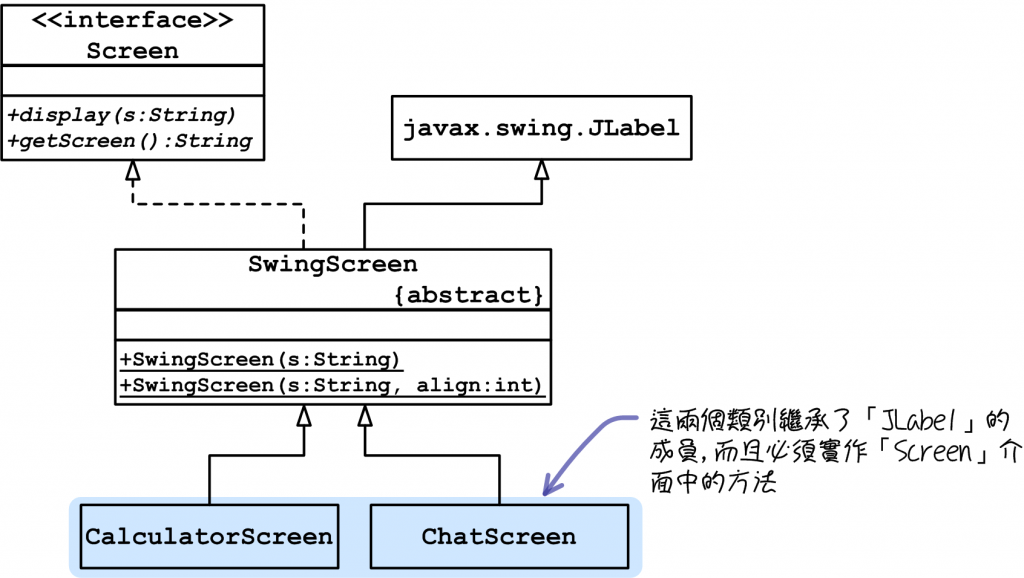 <<interface>>
Screen
+display(s:String)
+getScreen():String
javax.swing.JLabel
SwingScreen
{abstract}
+SwingScreen(s:String)
+SwingScreen(s:String, align:int)
這兩個類別繼承了「JLabel」的
成員,而且必須實作「Screen」介
面中的方法
CalculatorScreen
ChatScreen